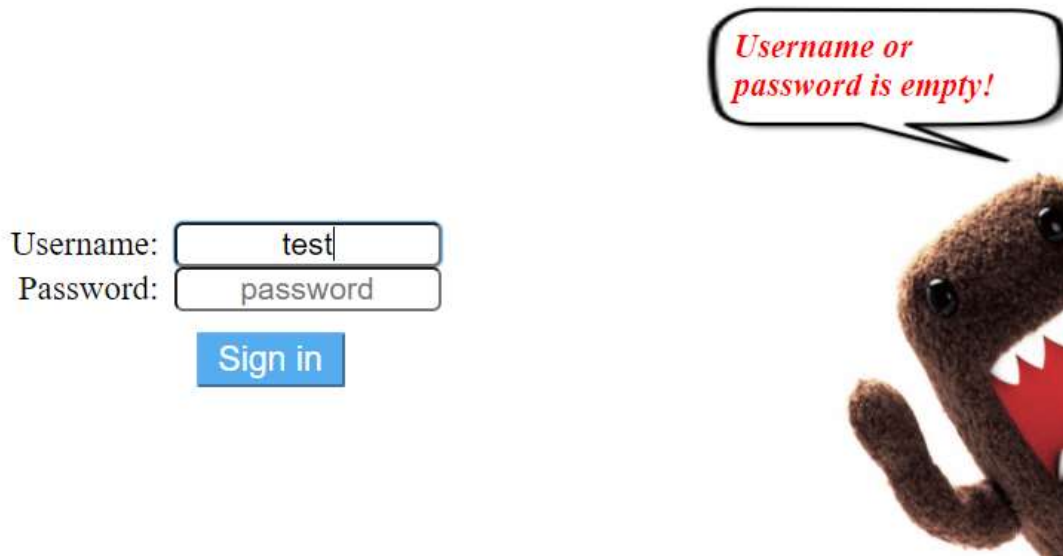 Username or
password is empty!
Username: test
Password: password
Sign in